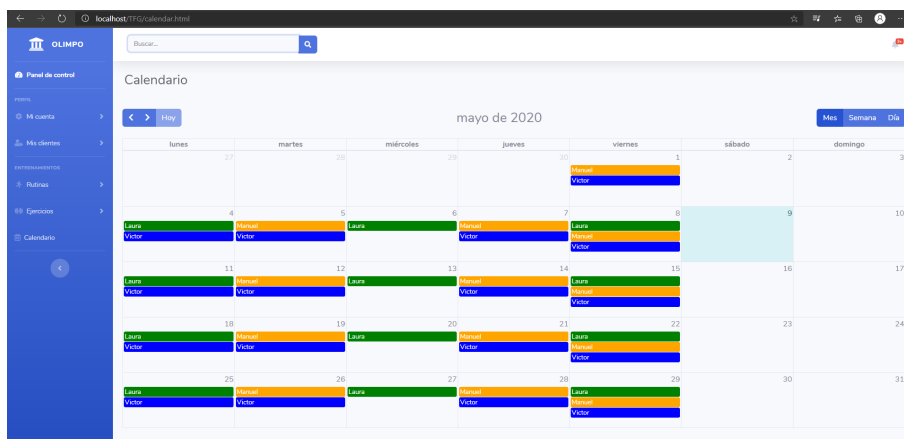 localhost/TFG/calendar.html
OLIMPO
Buscar...
Panel de control
Calendario
PERFIL
Mi cuenta
Hoy
mayo de 2020
Mes Semana Día
Mis clientes
lunes martes miércoles jueves viernes sábado domingo
ENTRENAMIENTOS
Rutinas
Ejercicios
Calendario
27 28 29 30 1 2 3
Manuel
Victor
4 5 6 7 8 9 10
Laura Manuel Laura Manuel Laura
Victor Victor Victor Manuel
Victor
11 12 13 14 15 16 17
Laura Manuel Laura Manuel Laura
Victor Victor Victor Manuel
Victor
18 19 20 21 22 23 24
Laura Manuel Laura Manuel Laura
Victor Victor Victor Manuel
Victor
25 26 27 28 29 30 31
Laura Manuel Laura Manuel Laura
Victor Victor Victor Manuel
Victor